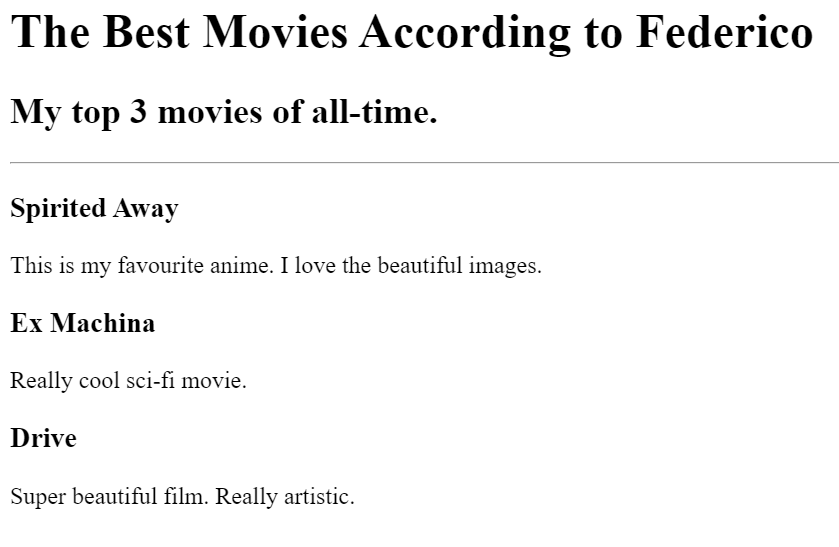 The Best Movies According to Federico
My top 3 movies of all-time.
Spirited Away
This is my favourite anime. I love the beautiful images.
Ex Machina
Really cool sci-fi movie.
Drive
Super beautiful film. Really artistic.